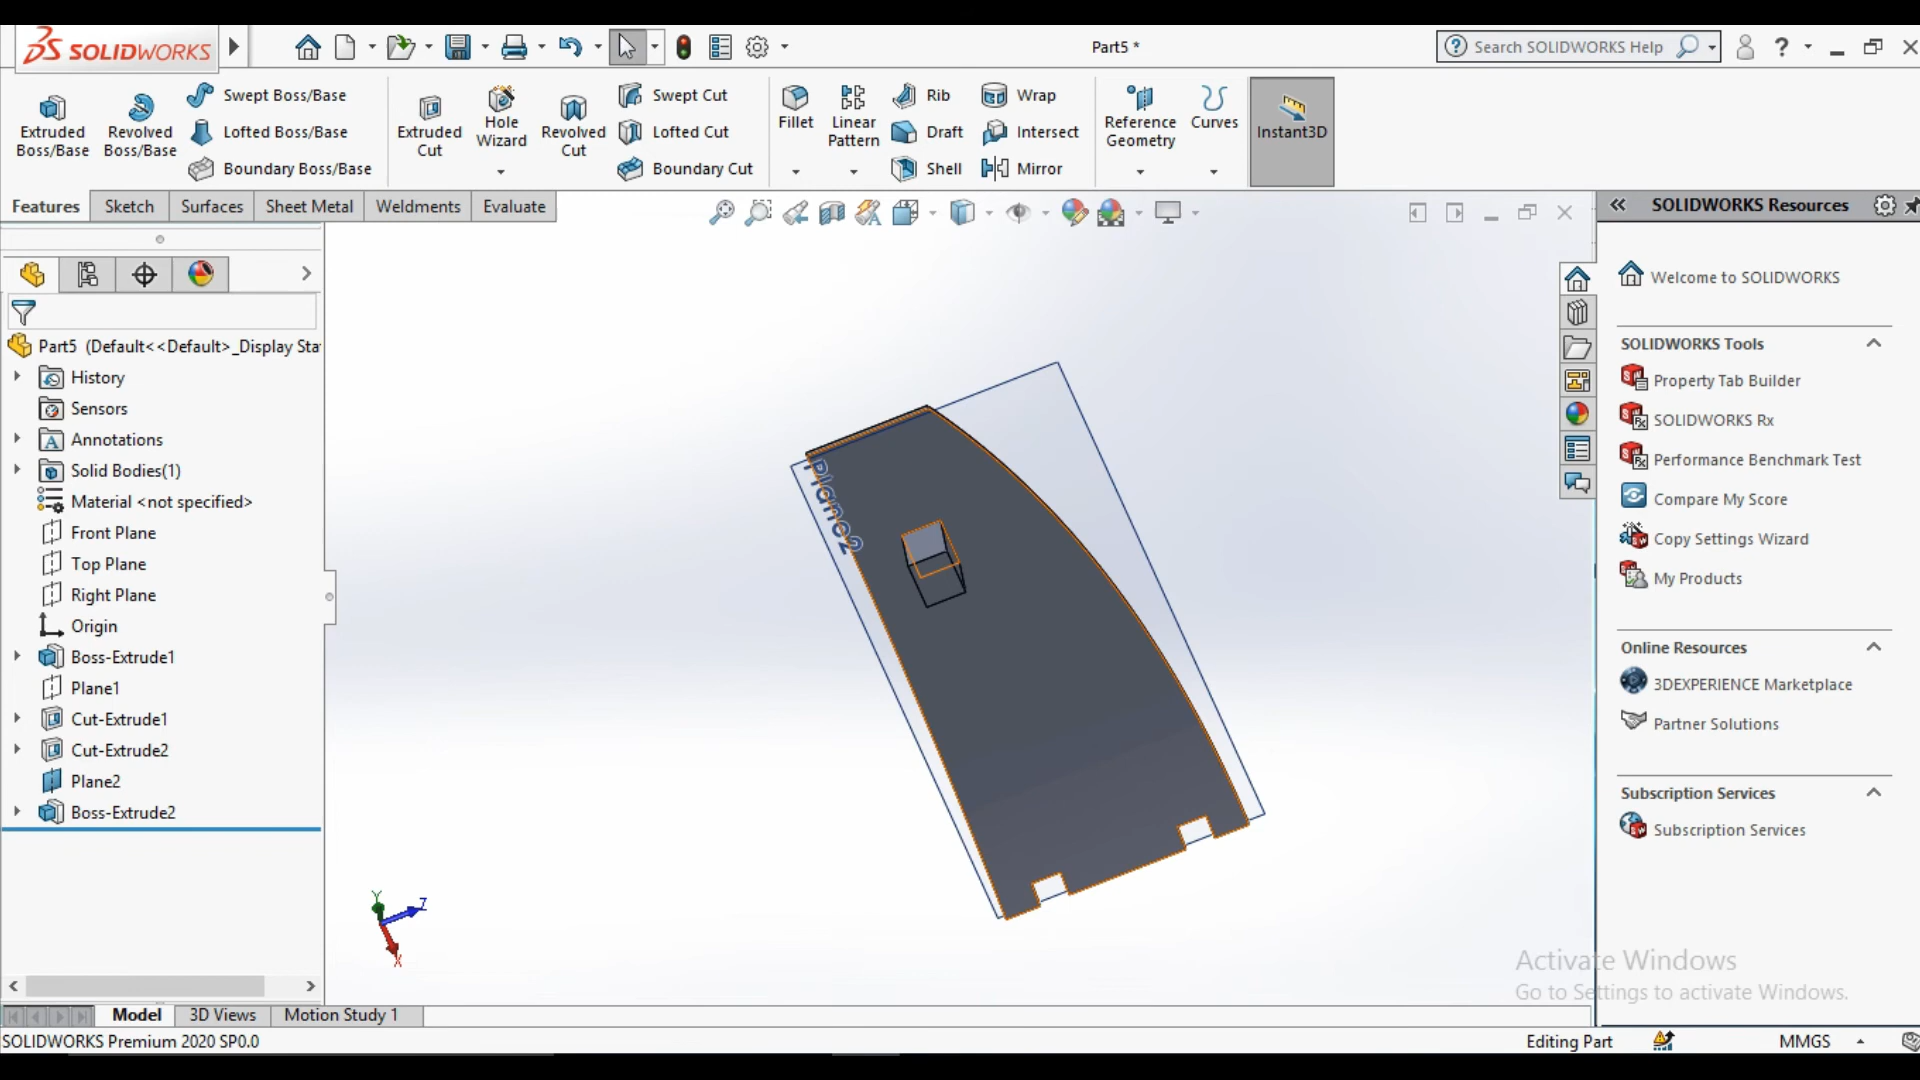 SOLIDWORKS
Part5 *
Search SOLIDWORKS Help
Extruded Boss/Base
Revolved Boss/Base
Swept Boss/Base
Lofted Boss/Base
Boundary Boss/Base
Extruded Cut
Hole Wizard
Revolved Cut
Swept Cut
Lofted Cut
Boundary Cut
Fillet
Linear Pattern
Rib
Draft
Shell
Wrap
Intersect
Mirror
Reference Geometry
Curves
Instant3D
Features
Sketch
Surfaces
Sheet Metal
Weldments
Evaluate
Part5 (Default<<Default>_Display Sta
History
Sensors
Annotations
Solid Bodies(1)
Material <not specified>
Front Plane
Top Plane
Right Plane
Origin
Boss-Extrude1
Plane1
Cut-Extrude1
Cut-Extrude2
Plane2
Boss-Extrude2
Plane2
Y
Z
X
SOLIDWORKS Resources
Welcome to SOLIDWORKS
SOLIDWORKS Tools
Property Tab Builder
SOLIDWORKS Rx
Performance Benchmark Test
Compare My Score
Copy Settings Wizard
My Products
Online Resources
3DEXPERIENCE Marketplace
Partner Solutions
Subscription Services
Subscription Services
Activate Windows
Go to Settings to activate Windows.
Model
3D Views
Motion Study 1
SOLIDWORKS Premium 2020 SP0.0
Editing Part
MMGS